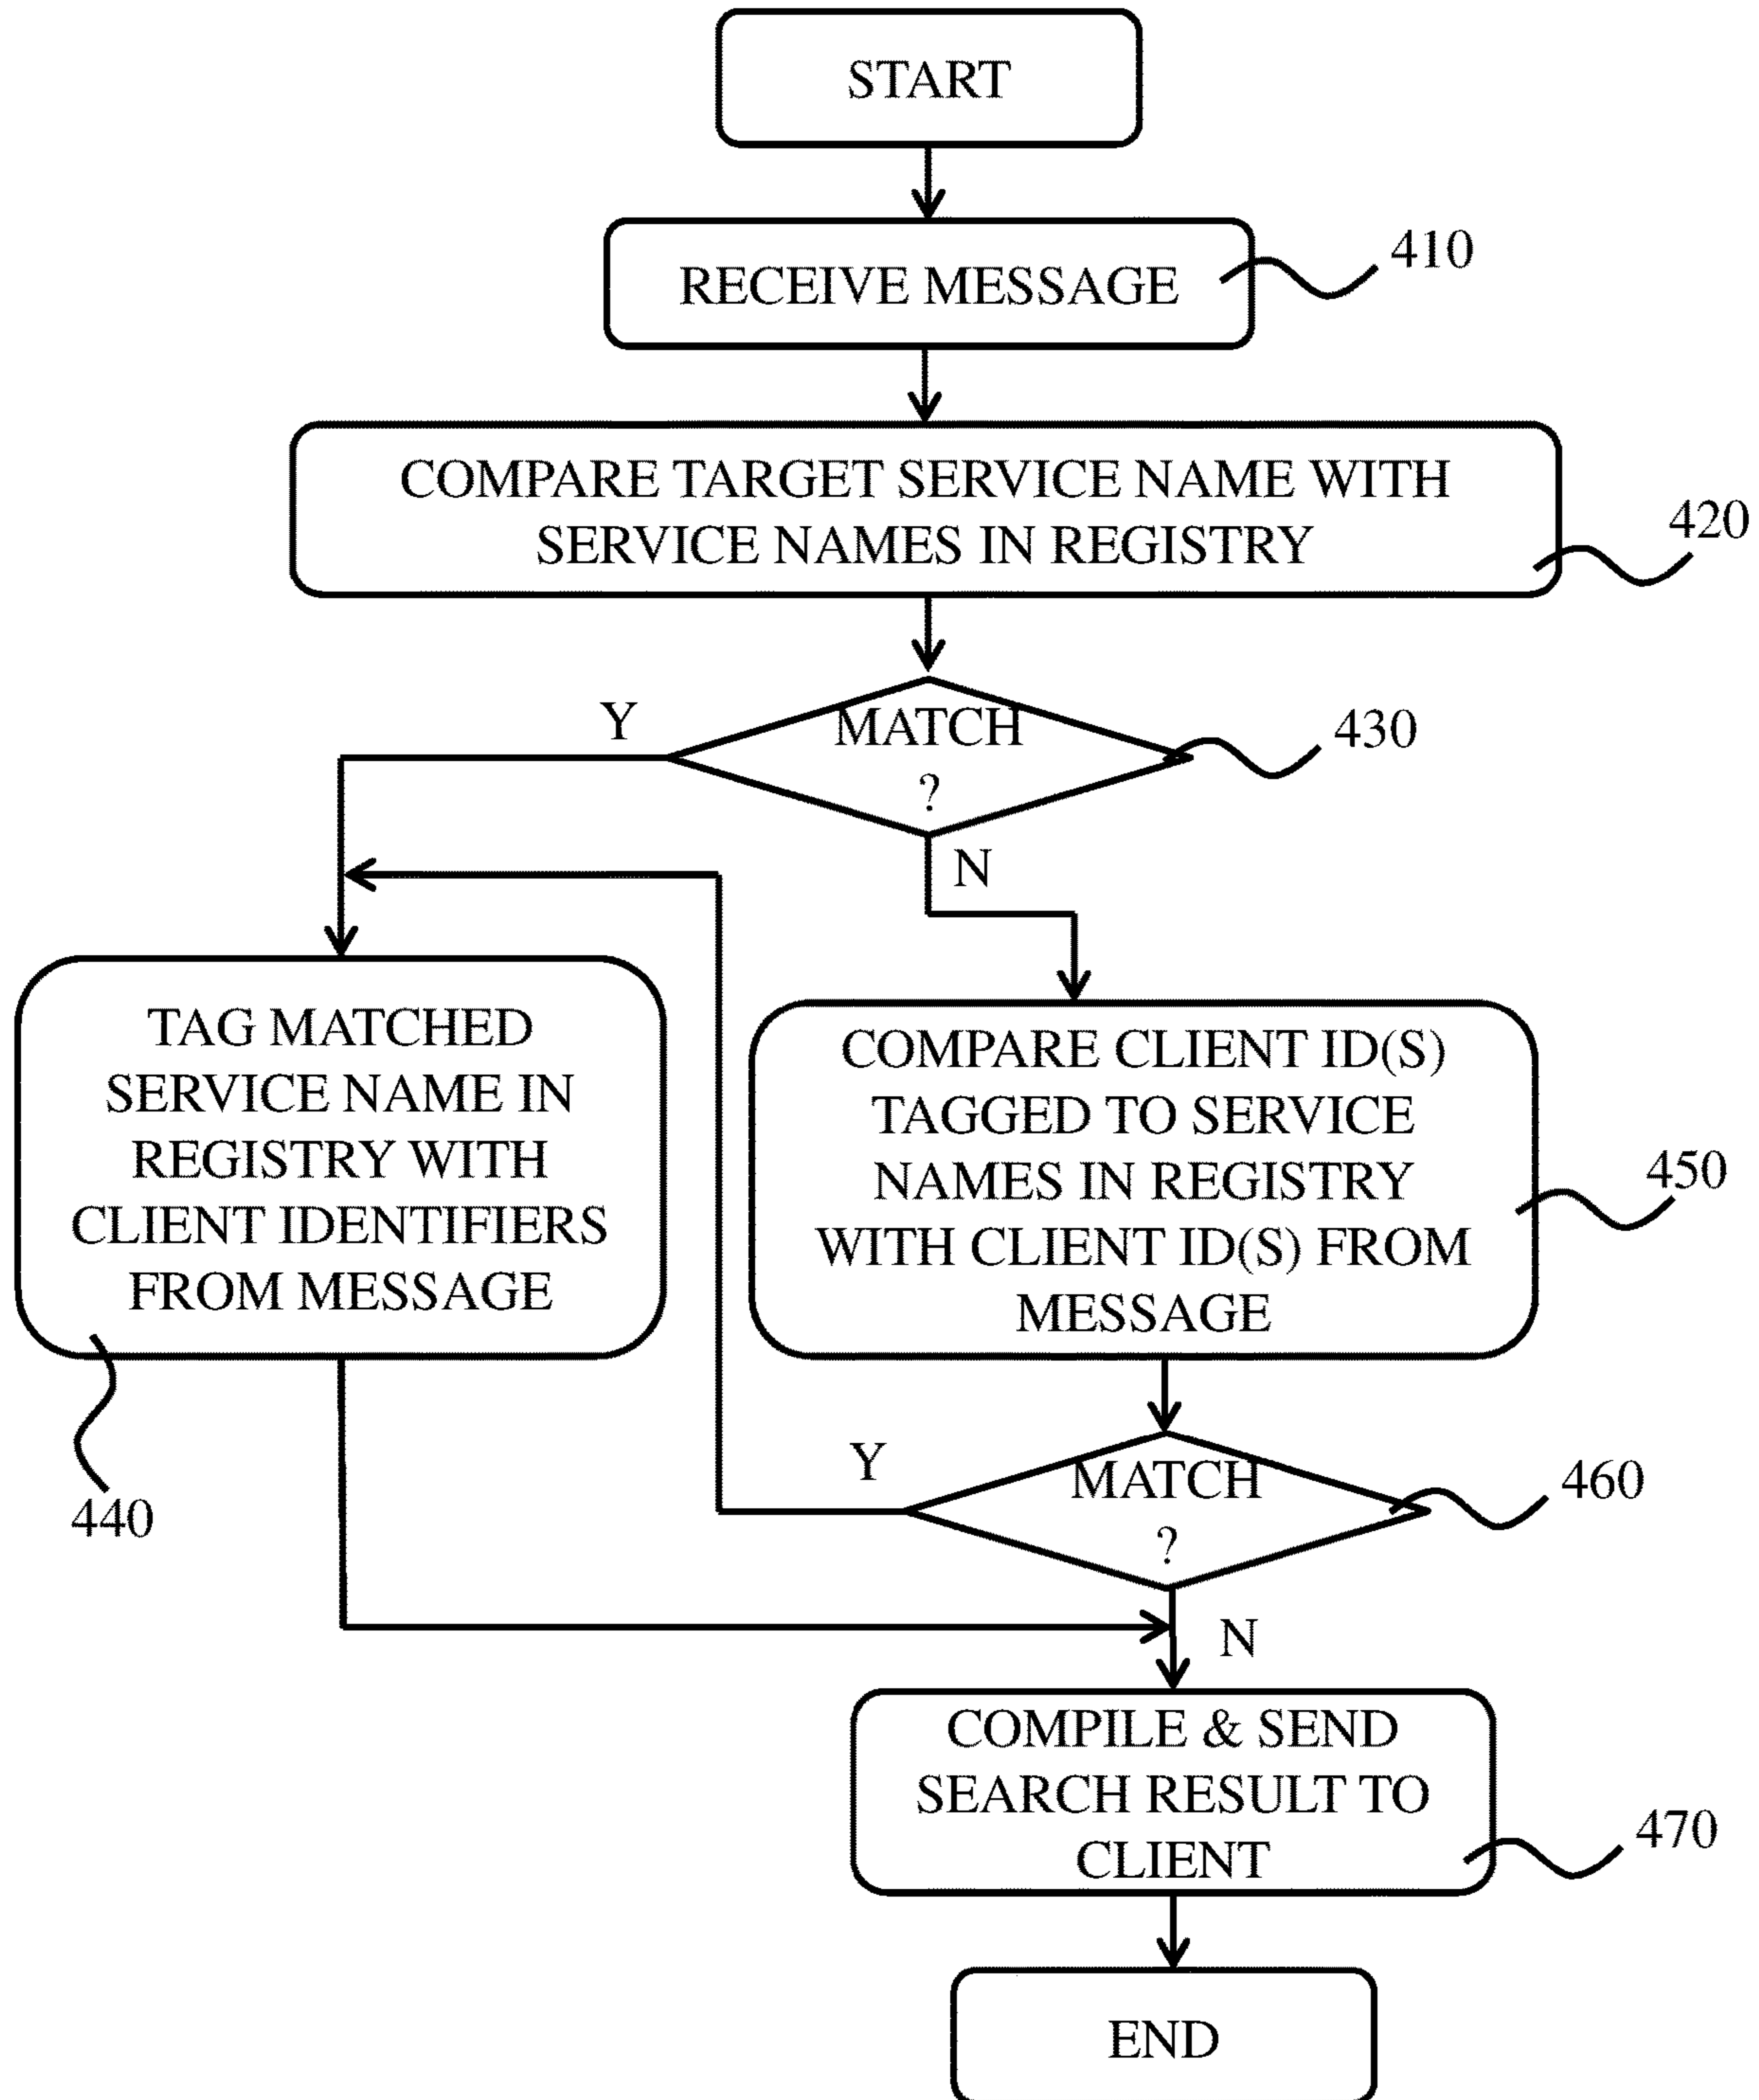 START
RECEIVE MESSAGE
410
COMPARE TARGET SERVICE NAME WITH
SERVICE NAMES IN REGISTRY
420
Y
MATCH
?
430
N
TAG MATCHED
SERVICE NAME IN
REGISTRY WITH
CLIENT IDENTIFIERS
FROM MESSAGE
440
COMPARE CLIENT ID(S)
TAGGED TO SERVICE
NAMES IN REGISTRY
WITH CLIENT ID(S) FROM
MESSAGE
450
Y
MATCH
?
460
N
COMPILE & SEND
SEARCH RESULT TO
CLIENT
470
END